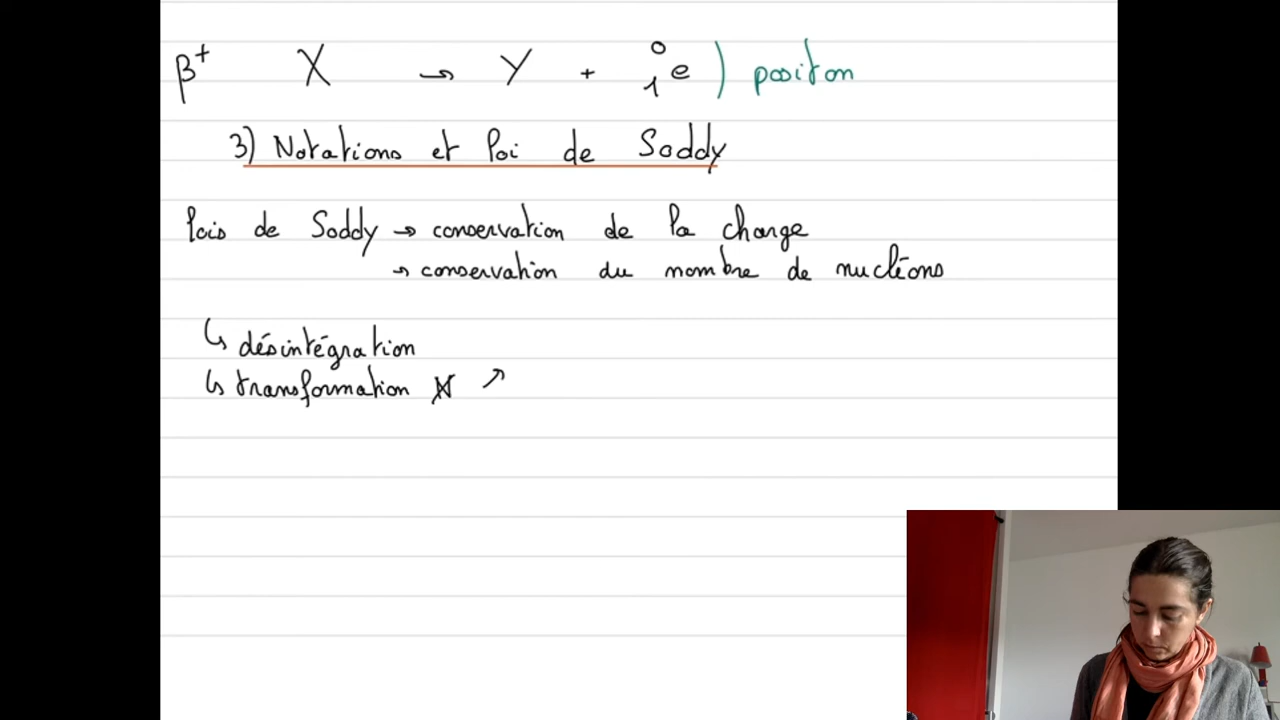 β⁺ X → Y + ⁰₁e ) positon
3) Notations et loi de Soddy
lois de Soddy → conservation de la charge
→ conservation du nombre de nucléons
↳ désintégration
↳ transformation ↗